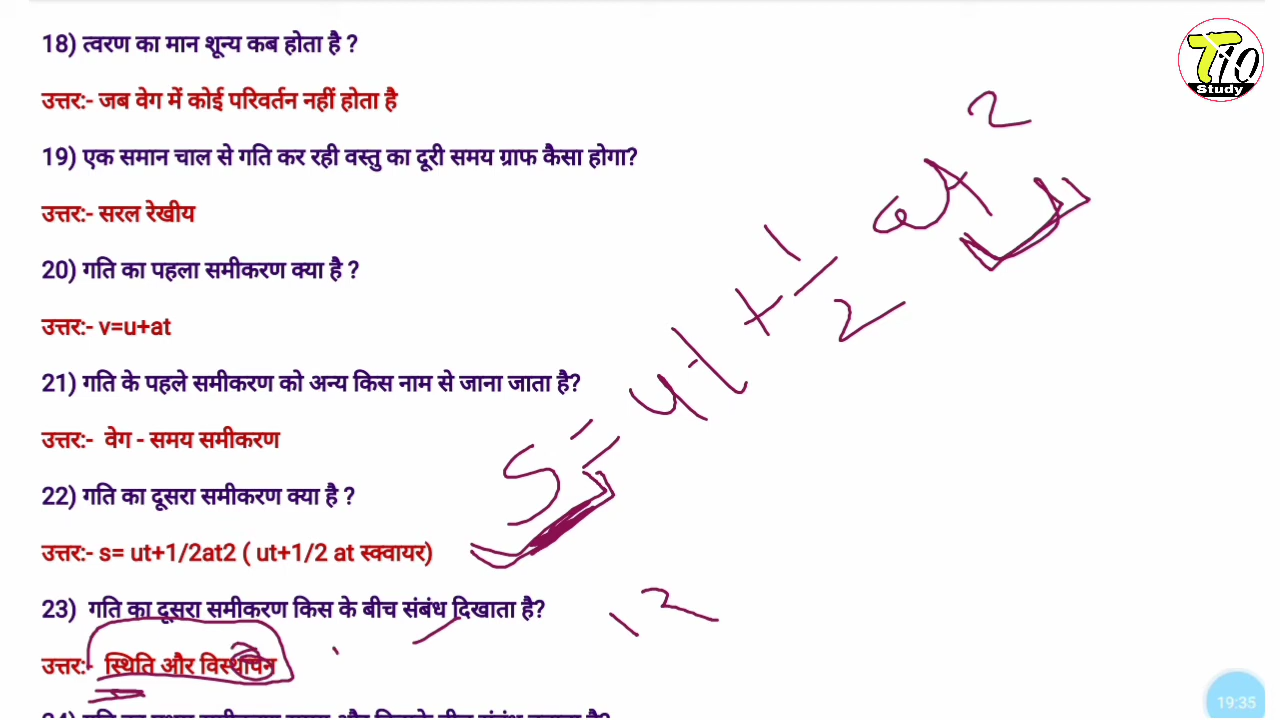 18) त्वरण का मान शून्य कब होता है ?
उत्तर:- जब वेग में कोई परिवर्तन नहीं होता है
19) एक समान चाल से गति कर रही वस्तु का दूरी समय ग्राफ कैसा होगा?
उत्तर:- सरल रेखीय
20) गति का पहला समीकरण क्या है ?
उत्तर:- v=u+at
21) गति के पहले समीकरण को अन्य किस नाम से जाना जाता है?
उत्तर:- वेग - समय समीकरण
22) गति का दूसरा समीकरण क्या है ?
उत्तर:- s= ut+1/2at2 ( ut+1/2 at स्क्वायर)
23) गति का दूसरा समीकरण किस के बीच संबंध दिखाता है?
उत्तर:- स्थिति और विस्थापन
S = ut + 1/2 at 2
T10
Study
19:35